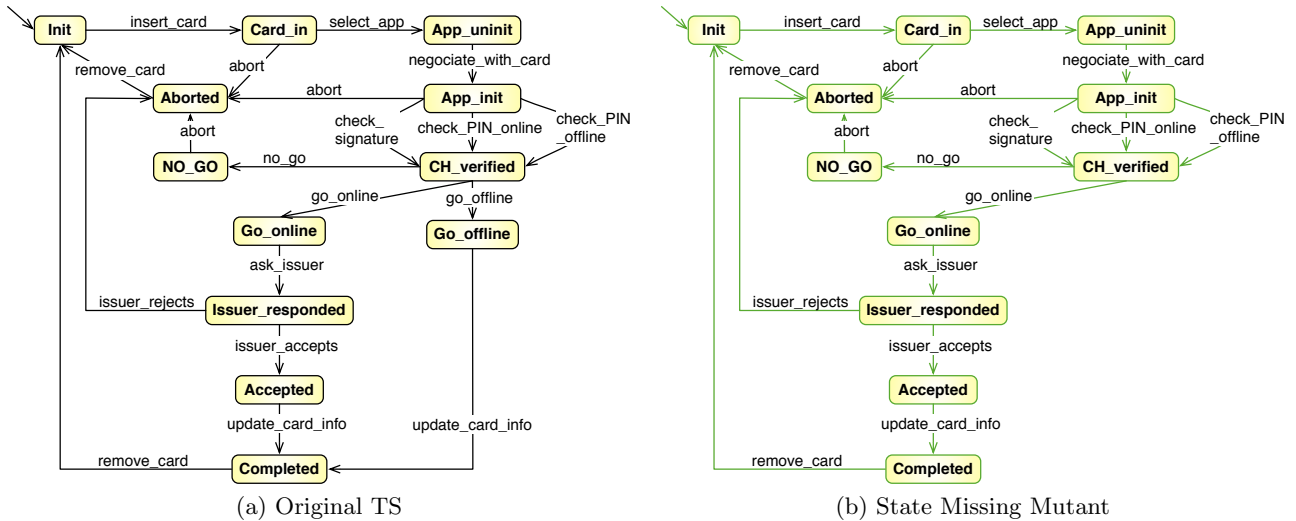 Init
insert_card
Card_in
select_app
App_uninit
negociate_with_card
remove_card
abort
Aborted
abort
App_init
abort
check_
signature
check_PIN_online
check_PIN
_offline
NO_GO
no_go
CH_verified
go_online
go_offline
Go_online
Go_offline
ask_issuer
issuer_rejects
Issuer_responded
issuer_accepts
Accepted
update_card_info
update_card_info
remove_card
Completed
(a) Original TS
Init
insert_card
Card_in
select_app
App_uninit
negociate_with_card
remove_card
abort
Aborted
abort
App_init
abort
check_
signature
check_PIN_online
check_PIN
_offline
NO_GO
no_go
CH_verified
go_online
Go_online
ask_issuer
issuer_rejects
Issuer_responded
issuer_accepts
Accepted
update_card_info
remove_card
Completed
(b) State Missing Mutant